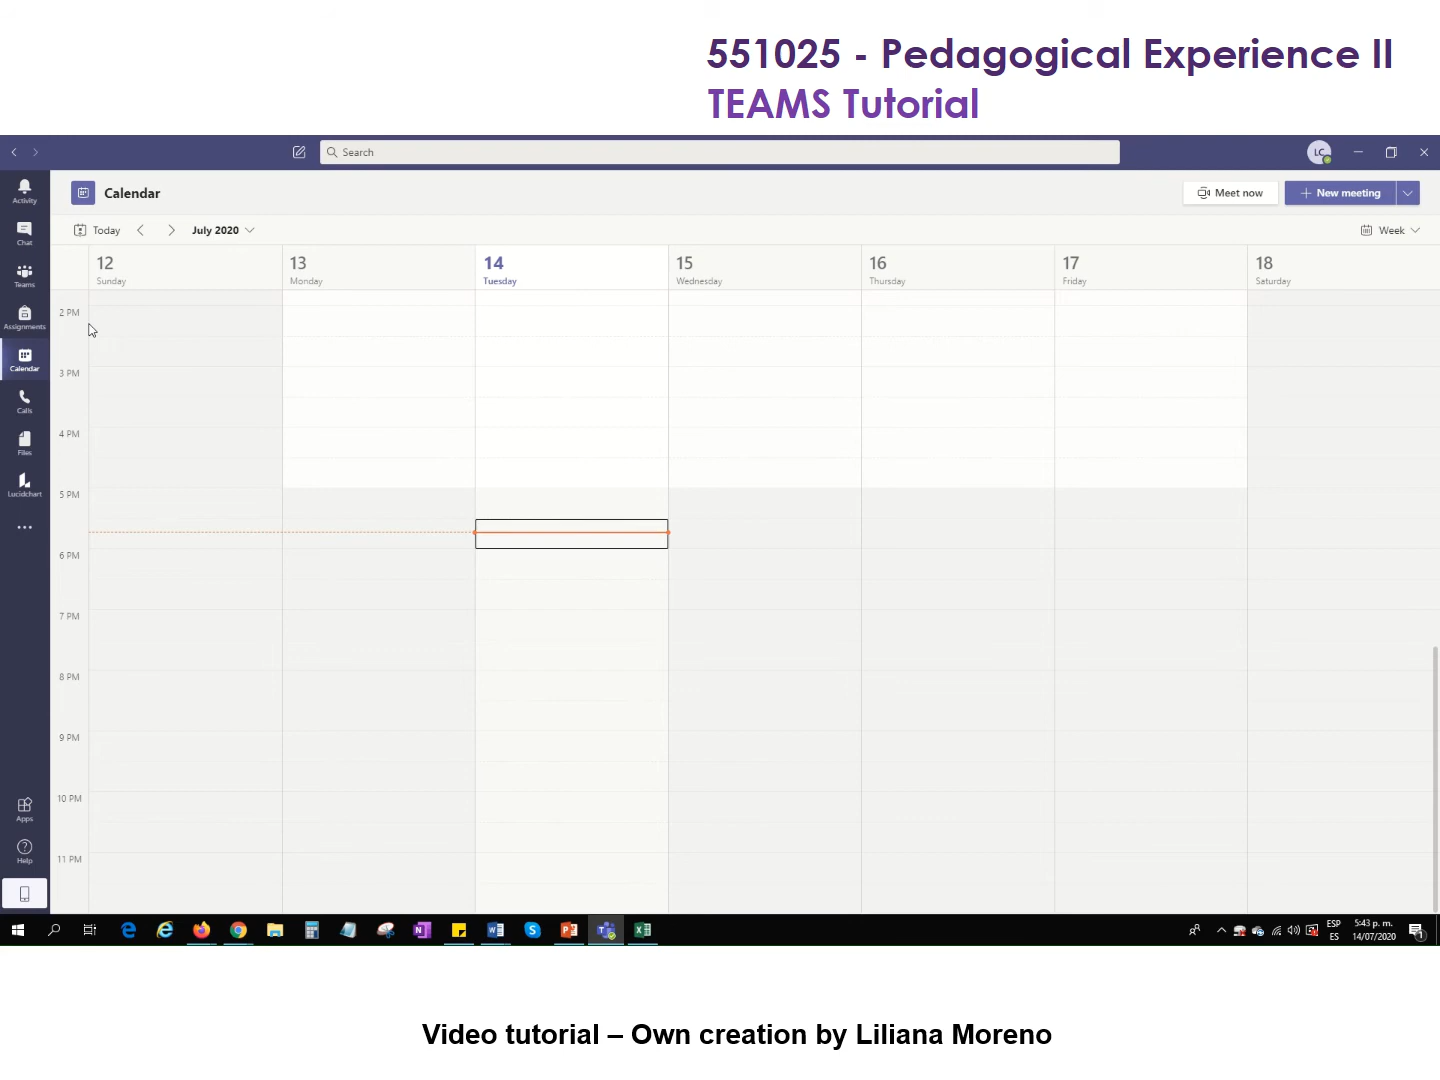 551025 - Pedagogical Experience II
TEAMS Tutorial
Search
LC
Activity
Calendar
Meet now
New meeting
Chat
Today
July 2020
Week
Teams
12
13
14
15
16
17
18
Sunday
Monday
Tuesday
Wednesday
Thursday
Friday
Saturday
Assignments
2 PM
Calendar
3 PM
Calls
4 PM
Files
Lucidchart
5 PM
6 PM
7 PM
8 PM
9 PM
10 PM
Apps
11 PM
Help
ESP
ES
5:43 p. m.
14/07/2020
1
Video tutorial – Own creation by Liliana Moreno